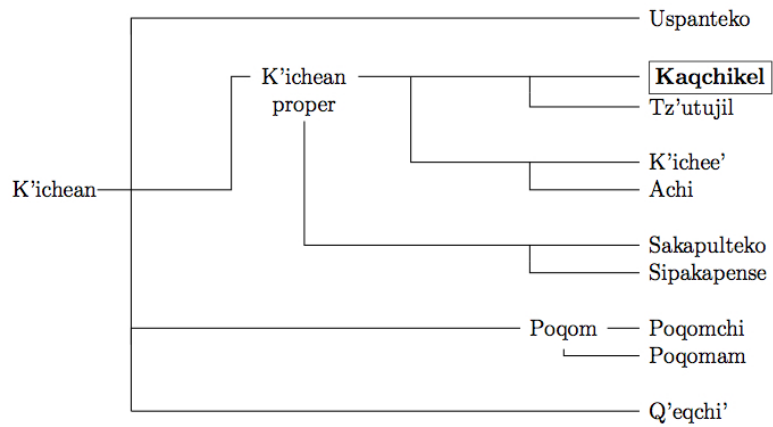 Uspanteko
K'ichean
proper
Kaqchikel
Tz'utujil
K'ichee'
Achi
K'ichean
Sakapulteko
Sipakapense
Poqom
Poqomchi
Poqomam
Q'eqchi'